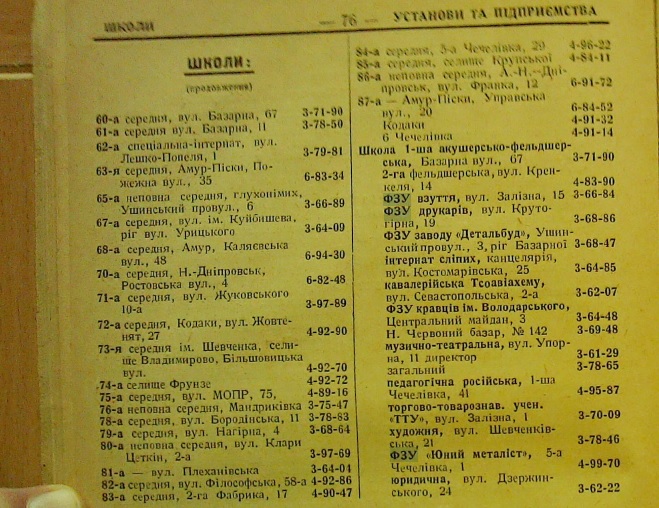 ШКОЛИ
— 76 —
УСТАНОВИ ТА ПІДПРИЄМСТВА
ШКОЛИ:
(продовження)
60-а середня, вул. Базарна, 67 3-71-90
61-а середня вул. Базарна, 11 3-78-50
62-а спеціальна-інтернат, вул.
Лешко-Попеля, 1 3-79-81
63-я середня, Амур-Піски, По-
жежна вул., 35 6-83-34
65-а неповна середня, глухонімих,
Ушинський провул., 6 3-66-89
67-а середня, вул. ім. Куйбишева,
ріг вул. Урицького 3-64-09
68-а середня, Амур, Каляєвська
вул., 48 6-94-30
70-а середня, Н.-Дніпровськ,
Ростовська вул., 4 6-82-48
71-а середня, вул. Жуковського
10-а 3-97-89
72-а середня, Кодаки, вул. Жовте-
нят, 27 4-92-90
73-я середня ім. Шевченка, сели-
ще Владимирово, Більшовицька
вул. 4-92-70
74-а селище Фрунзе 4-92-72
75-а середня, вул. МОПР, 75, 4-89-16
76-а неповна середня, Мандриківка 3-75-47
78-а середня, вул. Бородінська, 11 3-78-83
79-а середня, вул. Нагірна, 4 3-68-64
80-а неповна середня, вул. Клари
Цеткін, 2-а 3-97-69
81-а — вул. Плеханівська 3-64-04
82-а середня, вул. Філософська, 58-а 4-92-86
83-а середня, 2-га Фабрика, 17 4-90-47
84-а середня, 5-а Чечелівка, 29 4-96-22
85-а середня, селище Крупської 4-84-11
86-а неповна середня, А.-Н.—Дні-
провськ, вул. Франка, 12 6-91-72
87-а — Амур-Піски, Управська
вул., 20 6-84-52
Кодаки 4-91-32
6 Чечелівка 4-91-14
Школа 1-ша акушерсько-фельдшер-
ська, Базарна вул., 67 3-71-90
2-га фельдшерська, вул. Крен-
келя, 14 4-83-90
ФЗУ взуття, вул. Залізна, 15 3-66-84
ФЗУ друкарів, вул. Круто-
гірна, 19 3-68-86
ФЗУ заводу «Детальбуд», Ушин-
ський провул., 3, ріг Базарної 3-68-47
інтернат сліпих, канцелярія,
вул. Костомарівська, 25 3-64-85
кавалерійська Тсоавіахему,
вул. Севастопольська, 2-а 3-62-07
ФЗУ кравців ім. Володарського,
Центральний майдан, 3 3-64-48
Н. Червоний базар, № 142 3-69-48
музично-театральна, вул. Упор-
на, 11 директор 3-61-29
загальний 3-78-65
педагогічна російська, 1-ша
Чечелівка, 41 4-95-87
торгово-товарознав. учен.
„ТТУ", вул. Залізна, 1 3-70-09
художня, вул. Шевченків-
ська, 21 3-78-46
ФЗУ «Юний металіст», 5-а
Чечелівка, 1 4-99-70
юридична, вул. Дзержин-
ського, 24 3-62-22